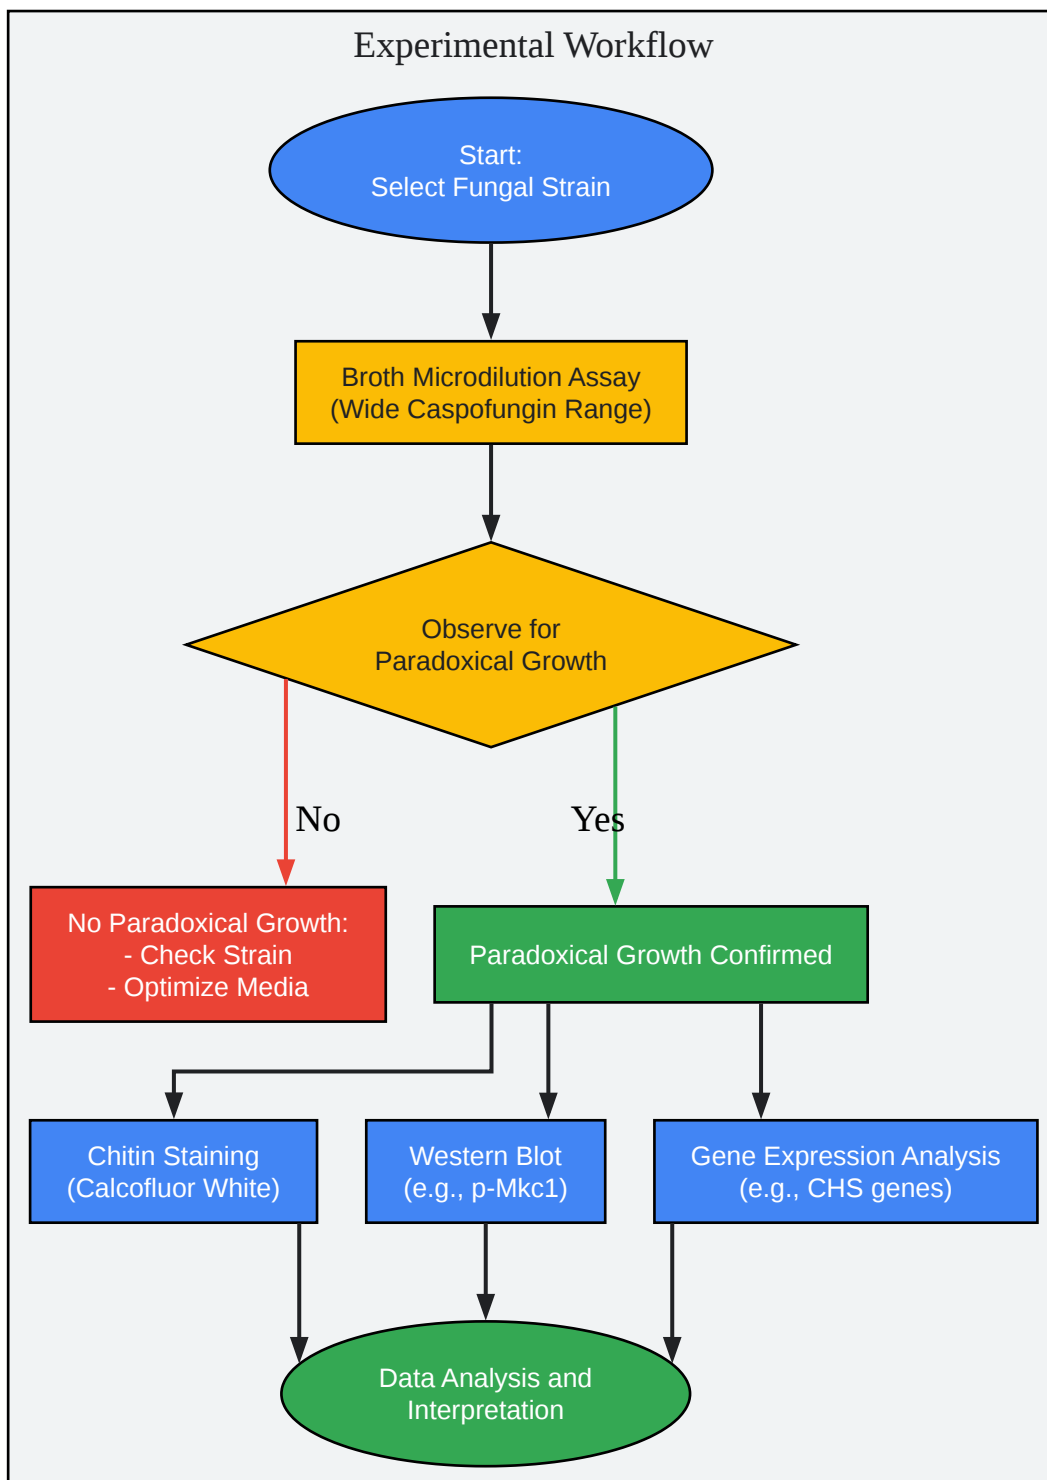 Experimental Workflow
Start:
Select Fungal Strain
Broth Microdilution Assay
(Wide Caspofungin Range)
Observe for
Paradoxical Growth
No
Yes
No Paradoxical Growth:
- Check Strain
- Optimize Media
Paradoxical Growth Confirmed
Chitin Staining
(Calcofluor White)
Western Blot
(e.g., p-Mkc1)
Gene Expression Analysis
(e.g., CHS genes)
Data Analysis and
Interpretation